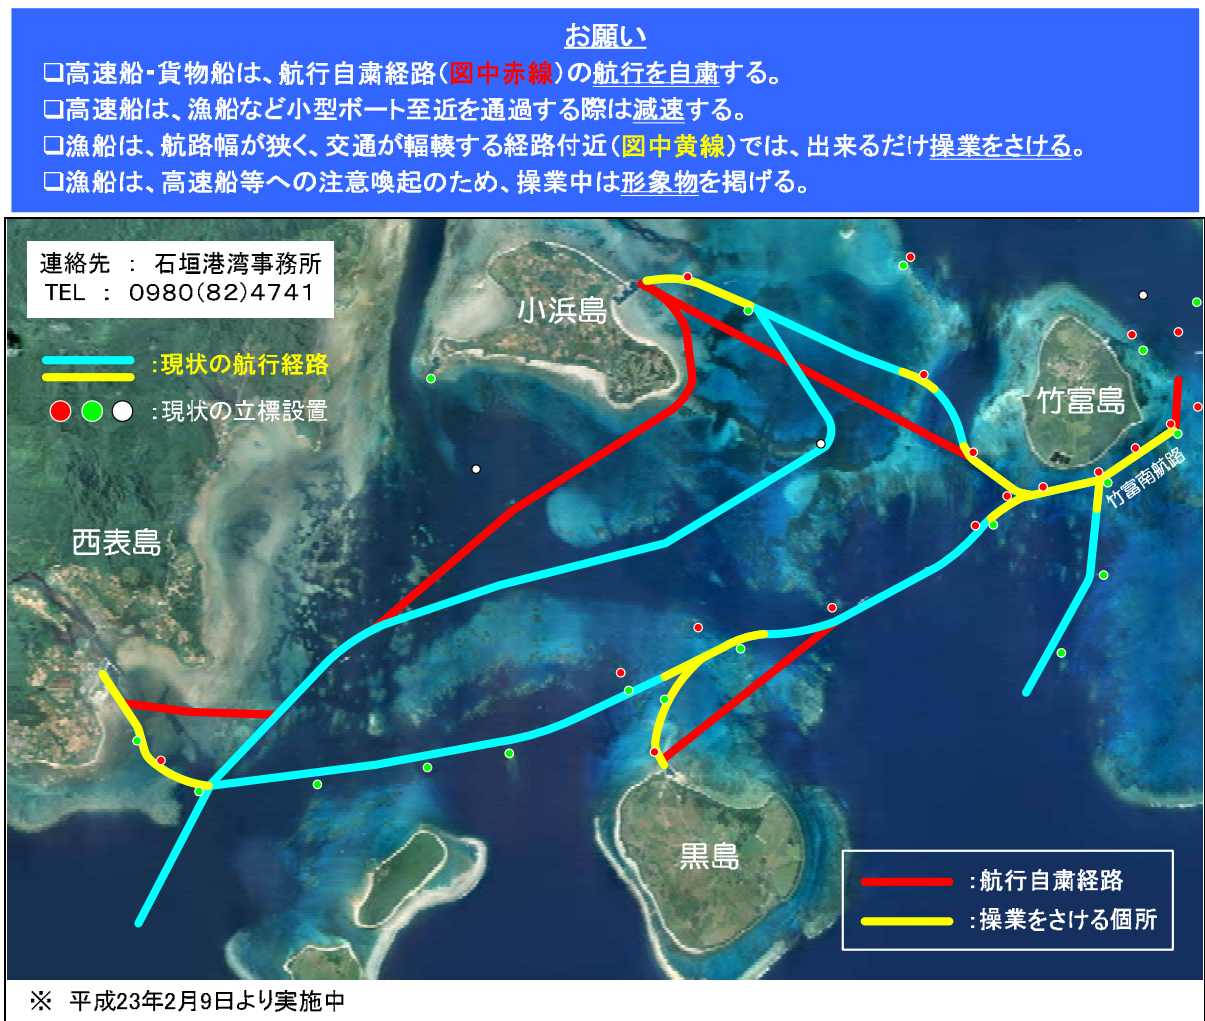 お願い
❑高速船・貨物船は、航行自粛経路(図中赤線)の航行を自粛する。
❑高速船は、漁船など小型ボート至近を通過する際は減速する。
❑漁船は、航路幅が狭く、交通が輻輳する経路付近(図中黄線)では、出来るだけ操業をさける。
❑漁船は、高速船等への注意喚起のため、操業中は形象物を掲げる。
連絡先 : 石垣港湾事務所
TEL : 0980(82)4741
:現状の航行経路
:現状の立標設置
小浜島
竹富島
竹富南航路
西表島
黒島
:航行自粛経路
:操業をさける個所
※ 平成23年2月9日より実施中